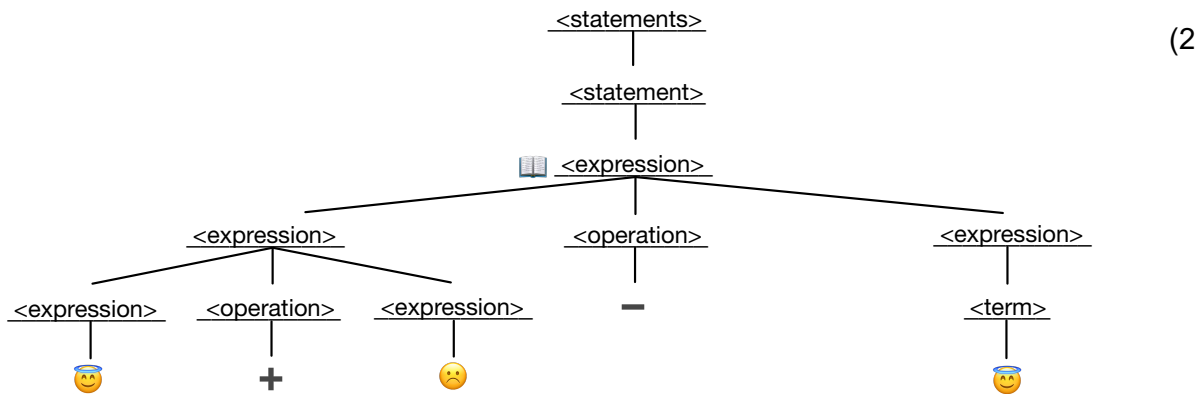 <statements>
(2
<statement>
📖 <expression>
<expression> <operation> <expression>
<expression> <operation> <expression> ➖ <term>
😇 ➕ ☹️ 😇